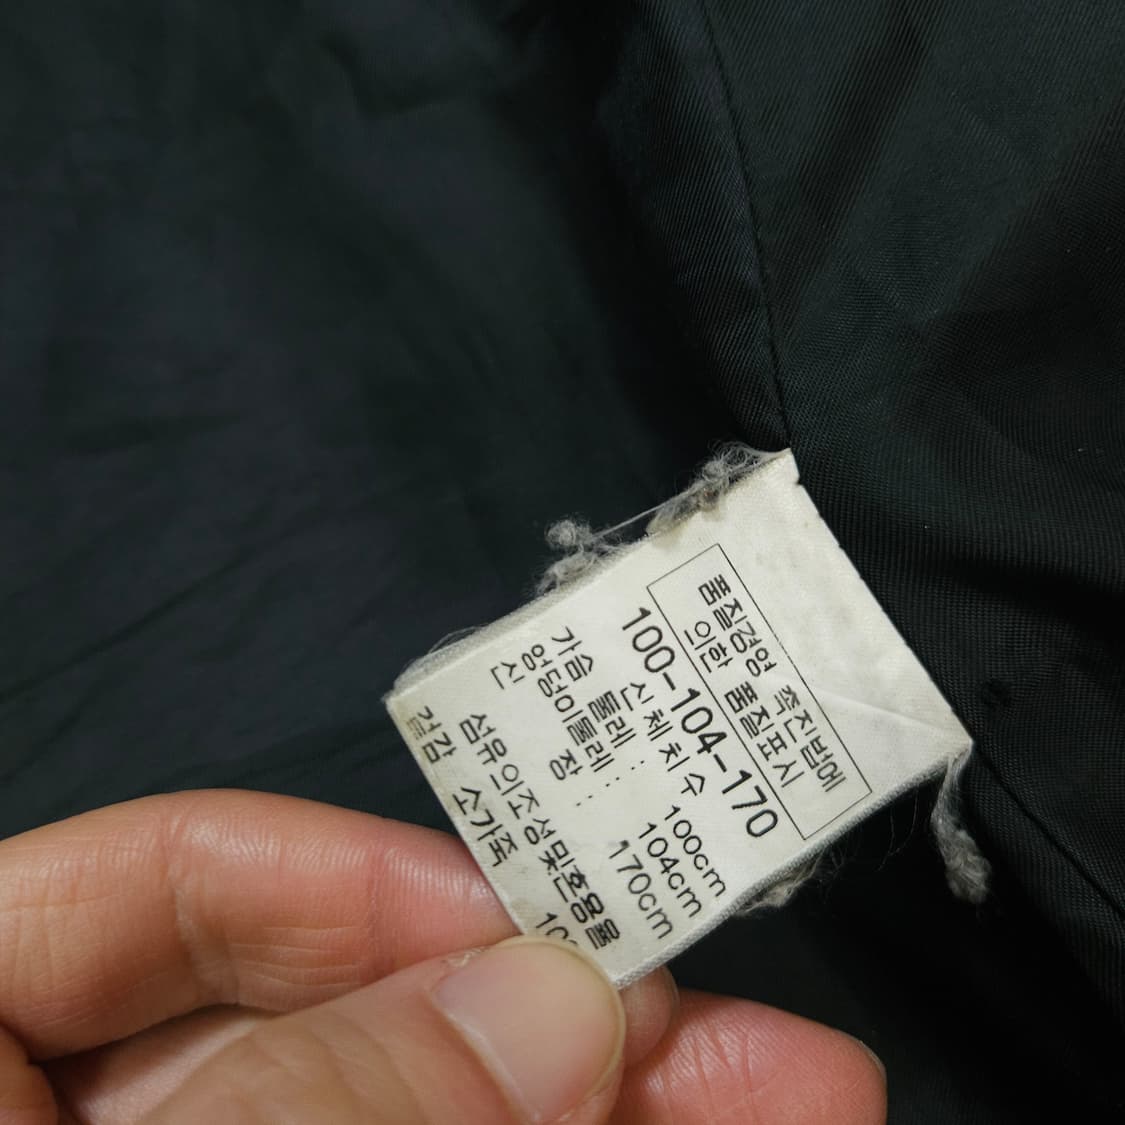 품질경영 촉진법에
의한 품질표시
100-104-170
신 체 치 수
가슴 둘레 : 100cm
엉덩이둘레 : 104cm
신 장 : 170cm
섬유의조성및혼용율
겉감 소가죽